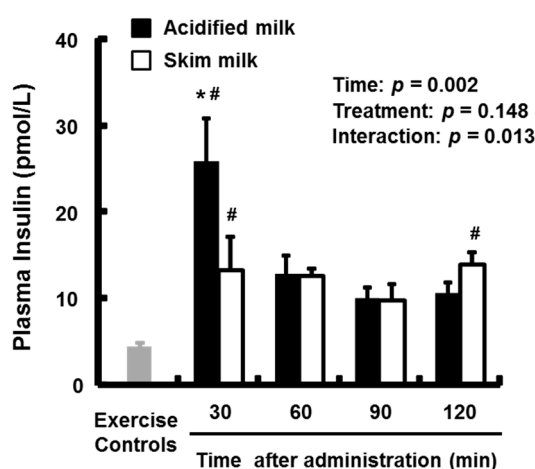 Acidified milk
Skim milk
Time: p = 0.002
Treatment: p = 0.148
Interaction: p = 0.013
Plasma Insulin (pmol/L)
40
30
20
10
0
* #
#
#
Exercise
Controls
30 60 90 120
Time after administration (min)